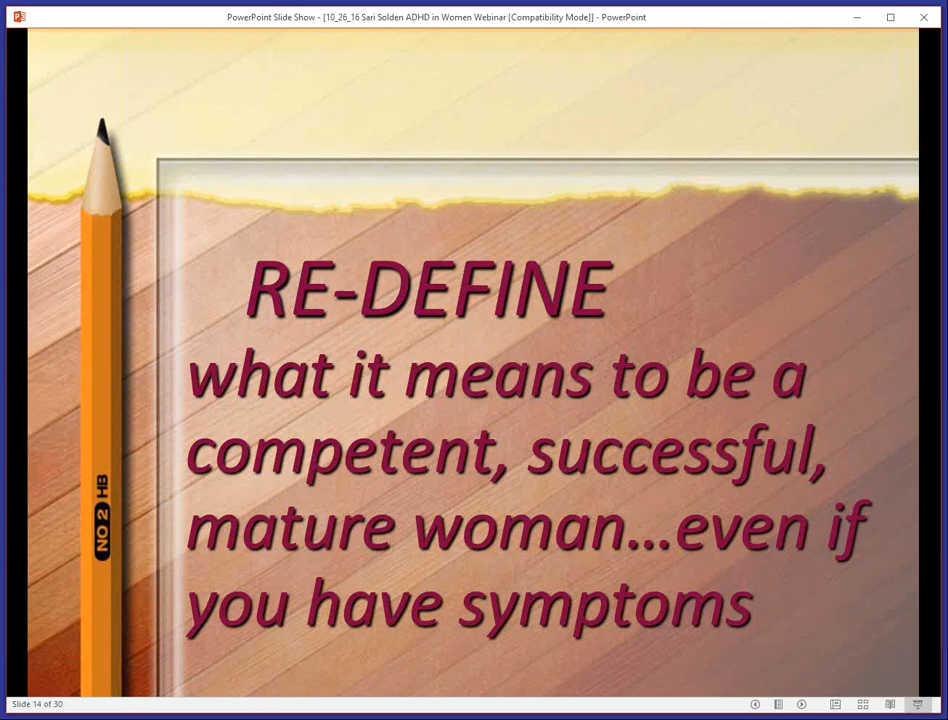 PowerPoint Slide Show - [10_26_16 Sari Solden ADHD in Women Webinar [Compatibility Mode]] - PowerPoint
RE-DEFINE
what it means to be a
competent, successful,
mature woman...even if
you have symptoms
NO 2 HB
Slide 14 of 30